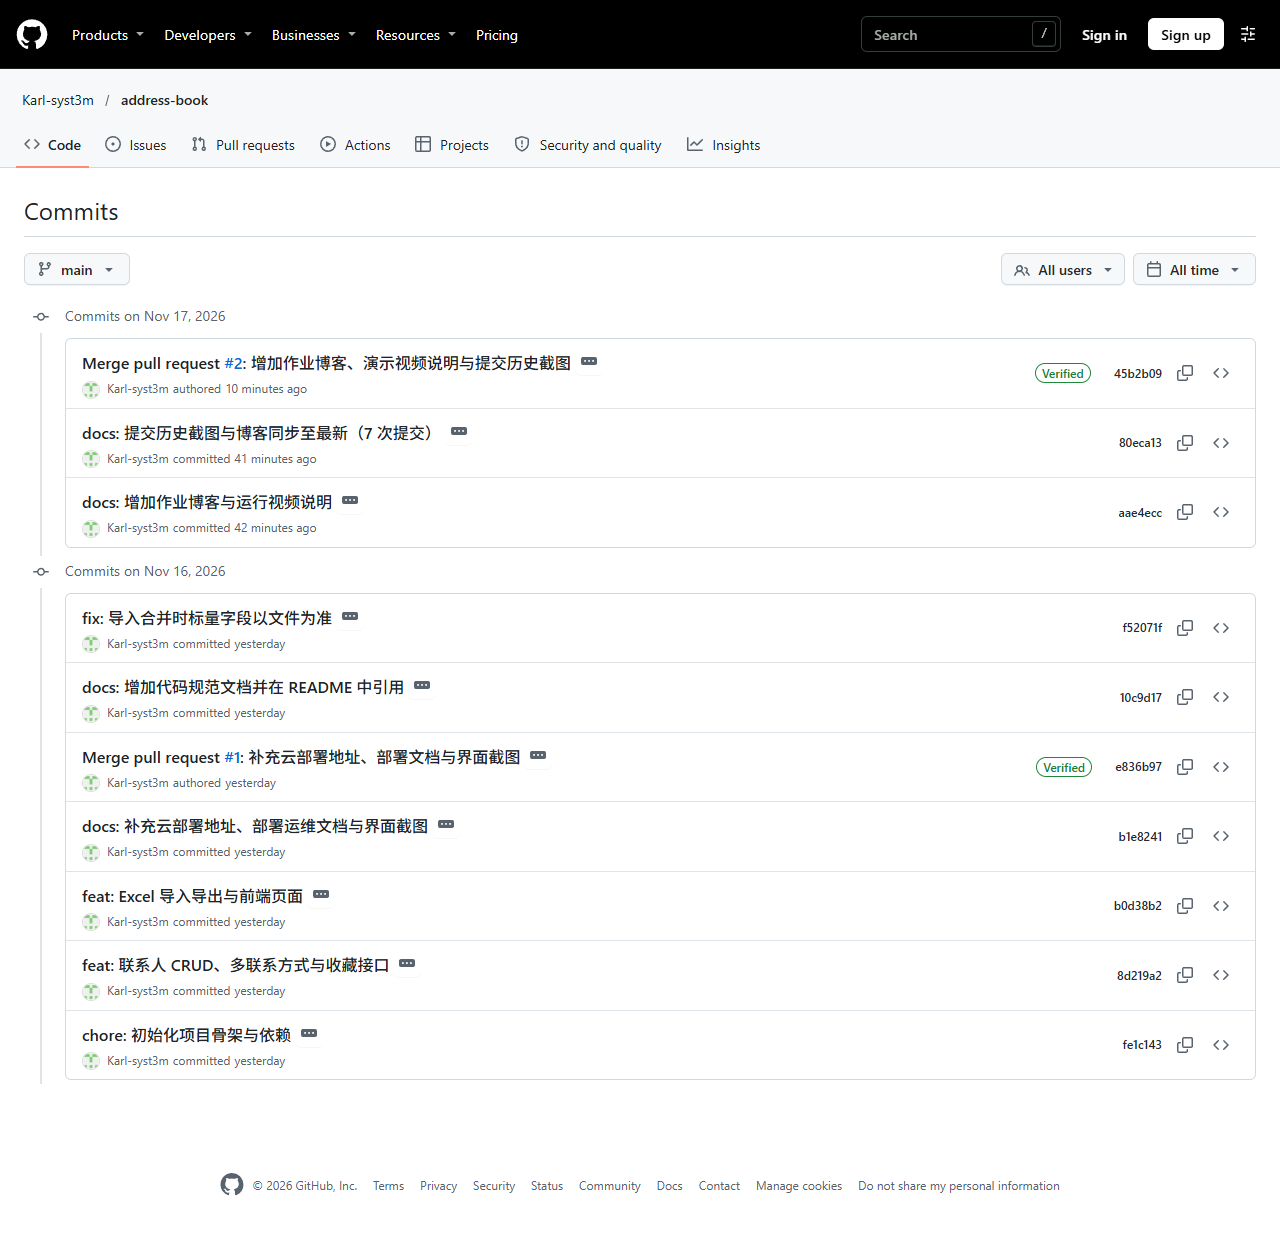 Products Developers Businesses Resources Pricing Search / Sign in Sign up
Karl-syst3m / address-book
Code Issues Pull requests Actions Projects Security and quality Insights
Commits
main All users All time
Commits on Nov 17, 2026
Merge pull request #2: 增加作业博客、演示视频说明与提交历史截图
Verified 45b2b09
Karl-syst3m authored 10 minutes ago
docs: 提交历史截图与博客同步至最新（7 次提交）
80eca13
Karl-syst3m committed 41 minutes ago
docs: 增加作业博客与运行视频说明
aae4ecc
Karl-syst3m committed 42 minutes ago
Commits on Nov 16, 2026
fix: 导入合并时标量字段以文件为准
f52071f
Karl-syst3m committed yesterday
docs: 增加代码规范文档并在 README 中引用
10c9d17
Karl-syst3m committed yesterday
Merge pull request #1: 补充云部署地址、部署文档与界面截图
Verified e836b97
Karl-syst3m authored yesterday
docs: 补充云部署地址、部署运维文档与界面截图
b1e8241
Karl-syst3m committed yesterday
feat: Excel 导入导出与前端页面
b0d38b2
Karl-syst3m committed yesterday
feat: 联系人 CRUD、多联系方式与收藏接口
8d219a2
Karl-syst3m committed yesterday
chore: 初始化项目骨架与依赖
fe1c143
Karl-syst3m committed yesterday
© 2026 GitHub, Inc. Terms Privacy Security Status Community Docs Contact Manage cookies Do not share my personal information